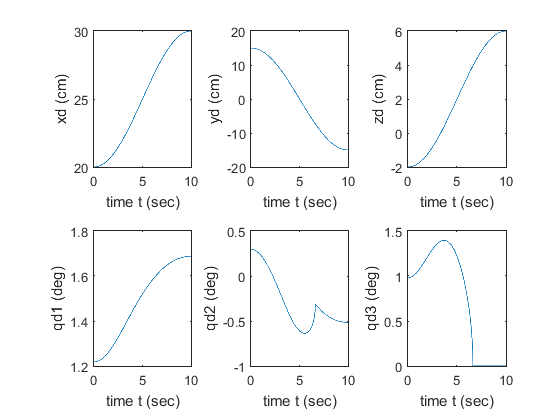 30
25
20
xd (cm)
0 5 10
time t (sec)
20
10
0
-10
-20
yd (cm)
0 5 10
time t (sec)
6
4
2
0
-2
zd (cm)
0 5 10
time t (sec)
1.8
1.6
1.4
1.2
qd1 (deg)
0 5 10
time t (sec)
0.5
0
-0.5
-1
qd2 (deg)
0 5 10
time t (sec)
1.5
1
0.5
0
qd3 (deg)
0 5 10
time t (sec)